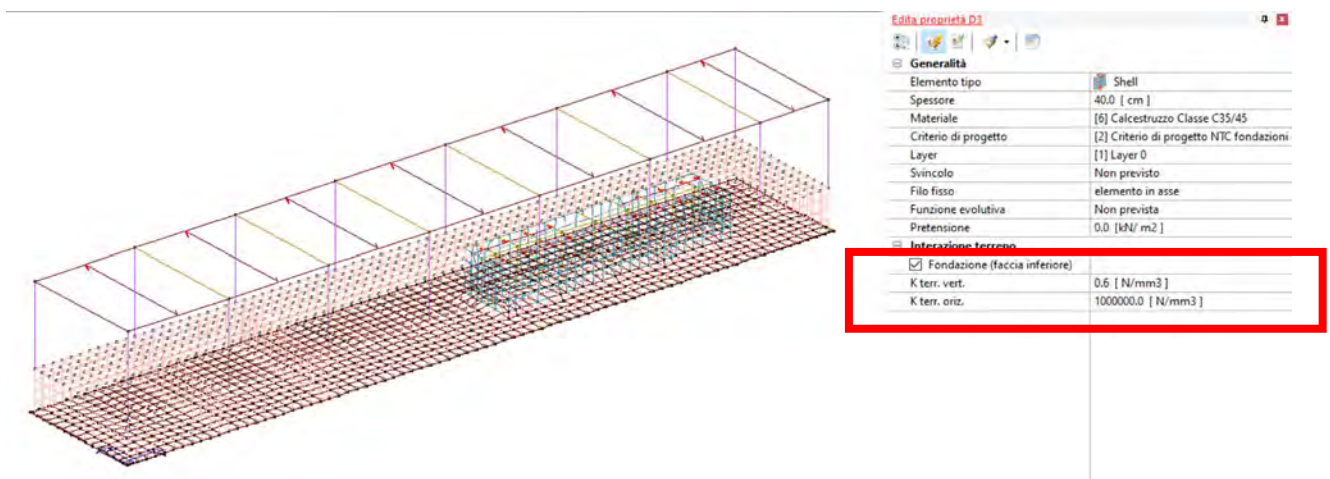 Edita proprietà D3
Generalità
Elemento tipo Shell
Spessore 40.0 [ cm ]
Materiale [6] Calcestruzzo Classe C35/45
Criterio di progetto [2] Criterio di progetto NTC fondazioni
Layer [1] Layer 0
Svincolo Non previsto
Filo fisso elemento in asse
Funzione evolutiva Non prevista
Pretensione 0.0 [kN/ m2 ]
Interazione terreno
Fondazione (faccia inferiore)
K terr. vert. 0.6 [ N/mm3 ]
K terr. oriz. 1000000.0 [ N/mm3 ]